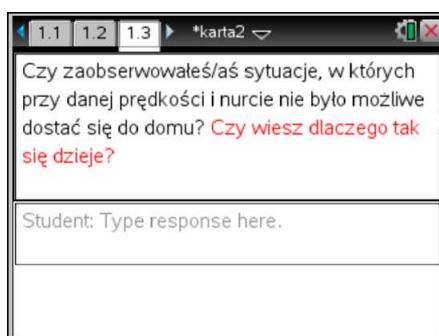 1.1 1.2 1.3 *karta2
Czy zaobserwowałeś/aś sytuacje, w których
przy danej prędkości i nurcie nie było możliwe
dostać się do domu? Czy wiesz dlaczego tak
się dzieje?
Student: Type response here.